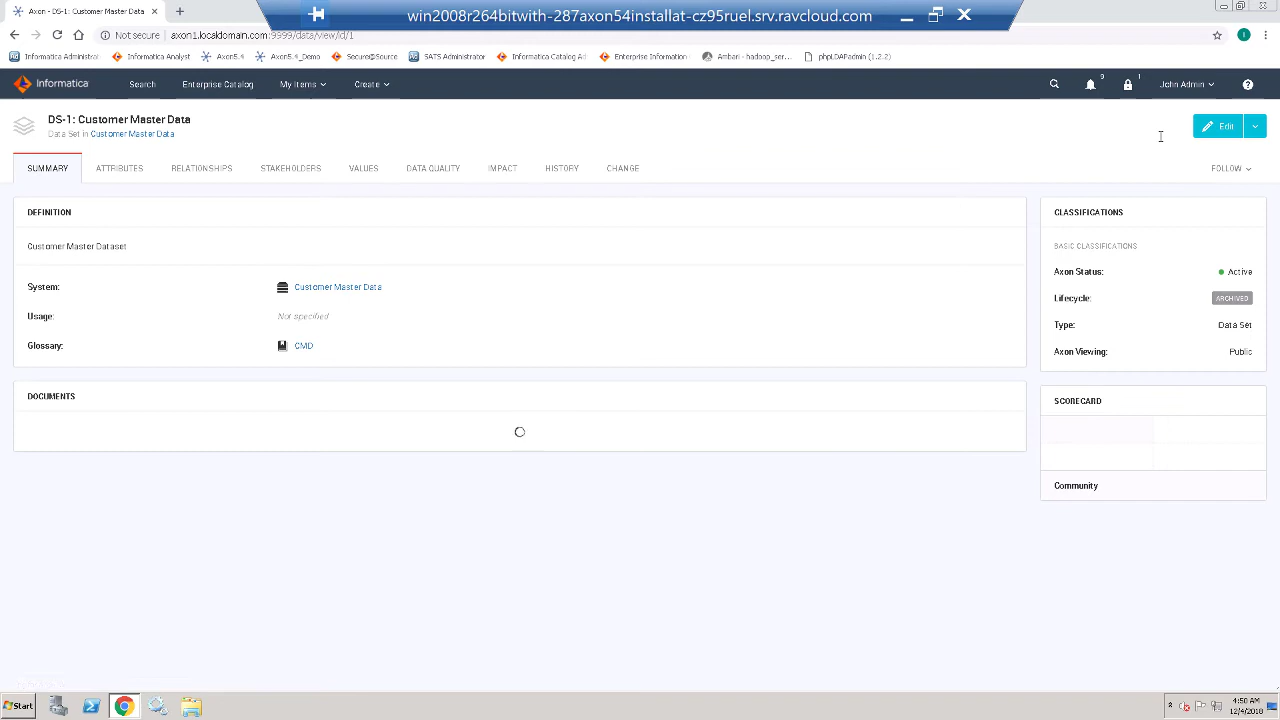 Axon - DS-1: Customer Master Data
win2008r264bitwith-287axon54installat-cz95ruel.srv.ravcloud.com
Not secure | axon1.localdomain.com:9999/data/view/d/1
Informatica Administrat
Informatica Analyst
Axon5.4
Axon5.4_Demo
Secure@Source
SATS Administrator
Informatica Catalog Ad
Enterprise Information
Ambari - hadoop_ser...
phpLDAPadmin (1.2.2)
Informatica
Search
Enterprise Catalog
My Items
Create
9
1
John Admin
DS-1: Customer Master Data
Data Set in Customer Master Data
Edit
SUMMARY
ATTRIBUTES
RELATIONSHIPS
STAKEHOLDERS
VALUES
DATA QUALITY
IMPACT
HISTORY
CHANGE
FOLLOW
DEFINITION
Customer Master Dataset
System: Customer Master Data
Usage: Not specified
Glossary: CMD
DOCUMENTS
CLASSIFICATIONS
BASIC CLASSIFICATIONS
Axon Status: Active
Lifecycle: ARCHIVED
Type: Data Set
Axon Viewing: Public
SCORECARD
Community
Start
4:50 AM
12/4/2018